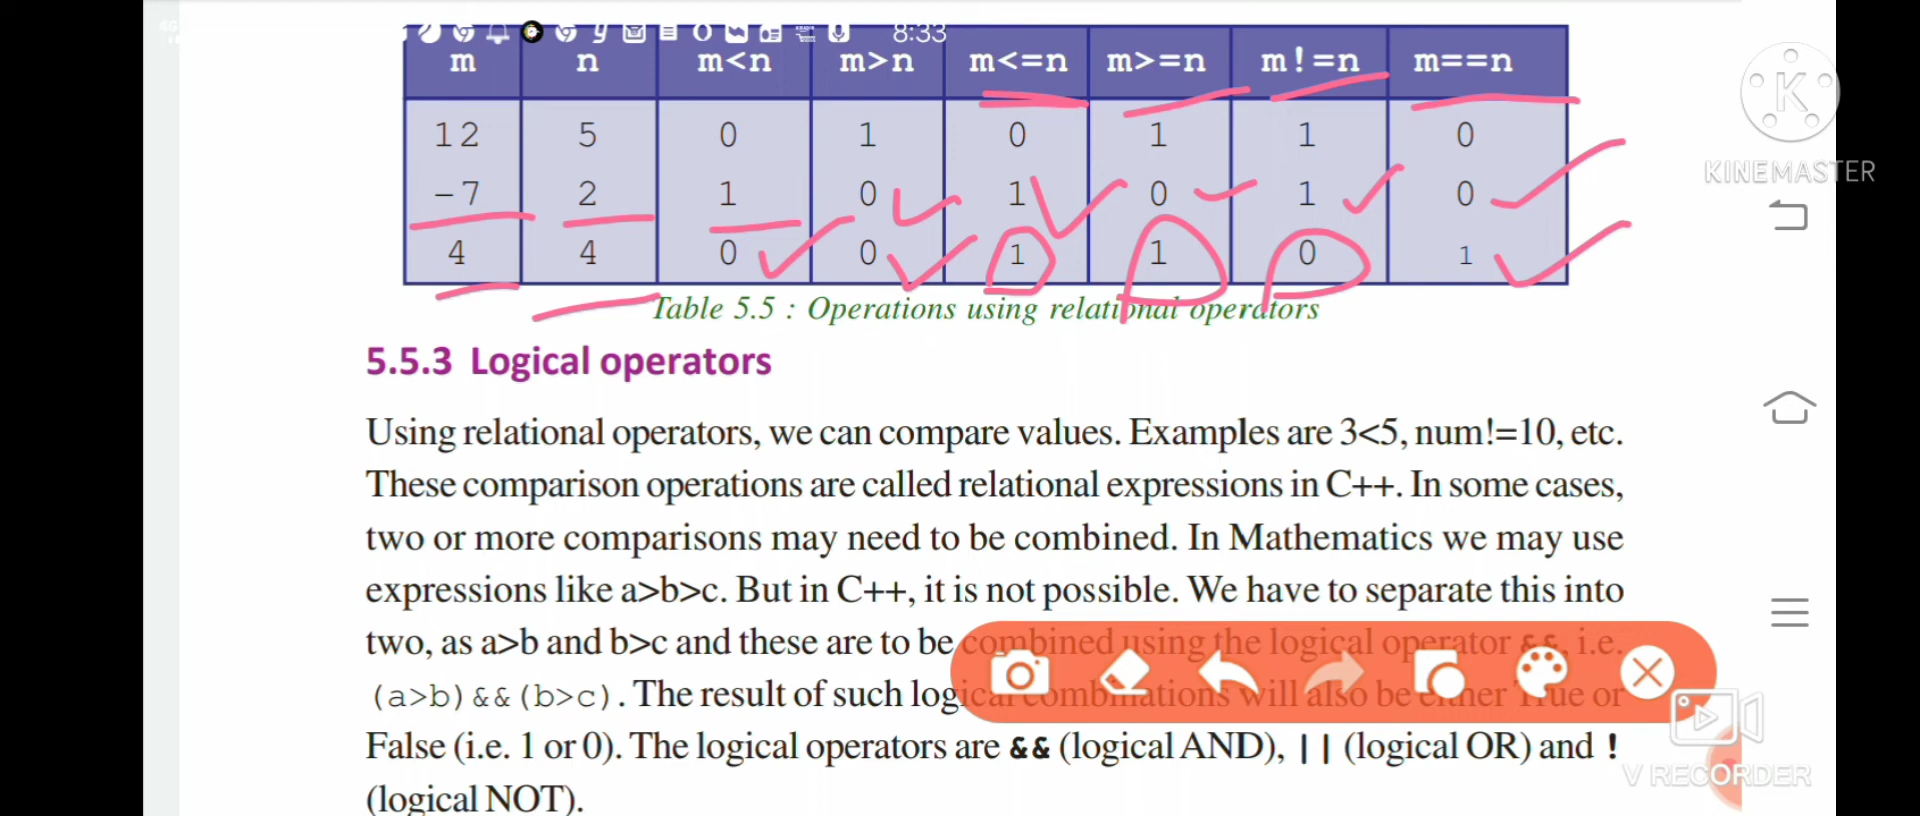 4G
8:33
m n m<n m>n m<=n m>=n m!=n m==n
12 5 0 1 0 1 1 0
-7 2 1 0 1 0 1 0
4 4 0 0 1 1 0 1
Table 5.5 : Operations using relational operators
5.5.3 Logical operators
Using relational operators, we can compare values. Examples are 3<5, num!=10, etc.
These comparison operations are called relational expressions in C++. In some cases,
two or more comparisons may need to be combined. In Mathematics we may use
expressions like a>b>c. But in C++, it is not possible. We have to separate this into
two, as a>b and b>c and these are to be combined using the logical operator &&, i.e.
(a>b)&&(b>c). The result of such logical combinations will also be either True or
False (i.e. 1 or 0). The logical operators are && (logical AND), || (logical OR) and !
(logical NOT).
K
KINEMASTER
V RECORDER